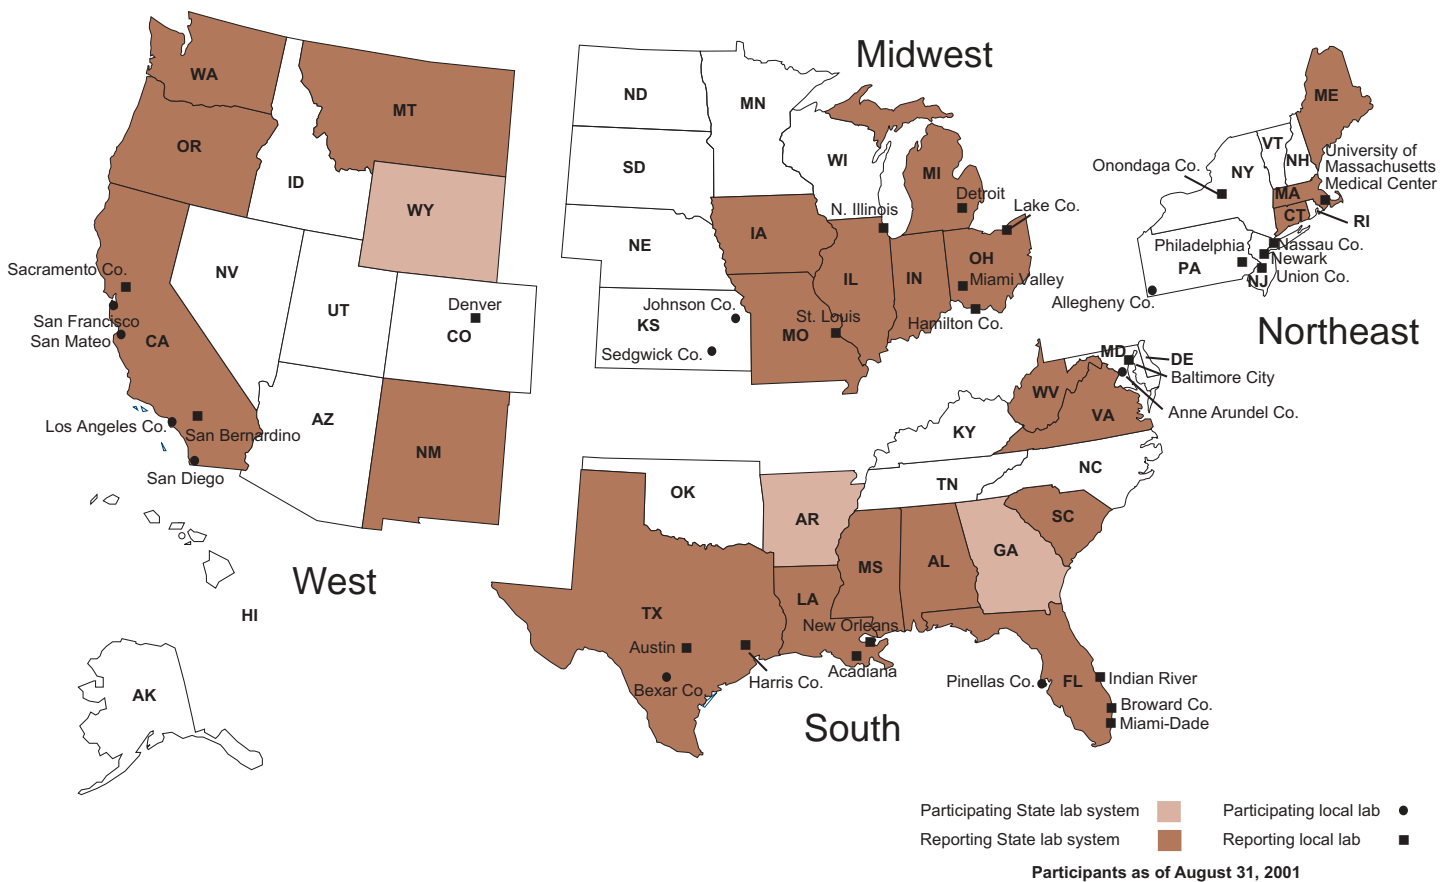 Midwest
WA
MT
OR
ID
WY
NV
UT
CO
Denver
Sacramento Co.
San Francisco
San Mateo
CA
Los Angeles Co.
San Bernardino
San Diego
AZ
NM
West
HI
AK
ND
MN
SD
WI
MI
Detroit
Lake Co.
N. Illinois
IA
NE
OH
IL
IN
Miami Valley
Johnson Co.
KS
St. Louis
MO
Hamilton Co.
Sedgwick Co.
ME
VT
NH
NY
Onondaga Co.
University of
Massachusetts
Medical Center
MA
CT
RI
Philadelphia
PA
Nassau Co.
Newark
Union Co.
NJ
Allegheny Co.
Northeast
MD
DE
Baltimore City
Anne Arundel Co.
WV
VA
KY
NC
TN
OK
AR
SC
GA
MS
AL
LA
TX
New Orleans
Austin
Acadiana
Bexar Co.
Harris Co.
Pinellas Co.
FL
Indian River
Broward Co.
Miami-Dade
South
Participating State lab system
Participating local lab
Reporting State lab system
Reporting local lab
Participants as of August 31, 2001